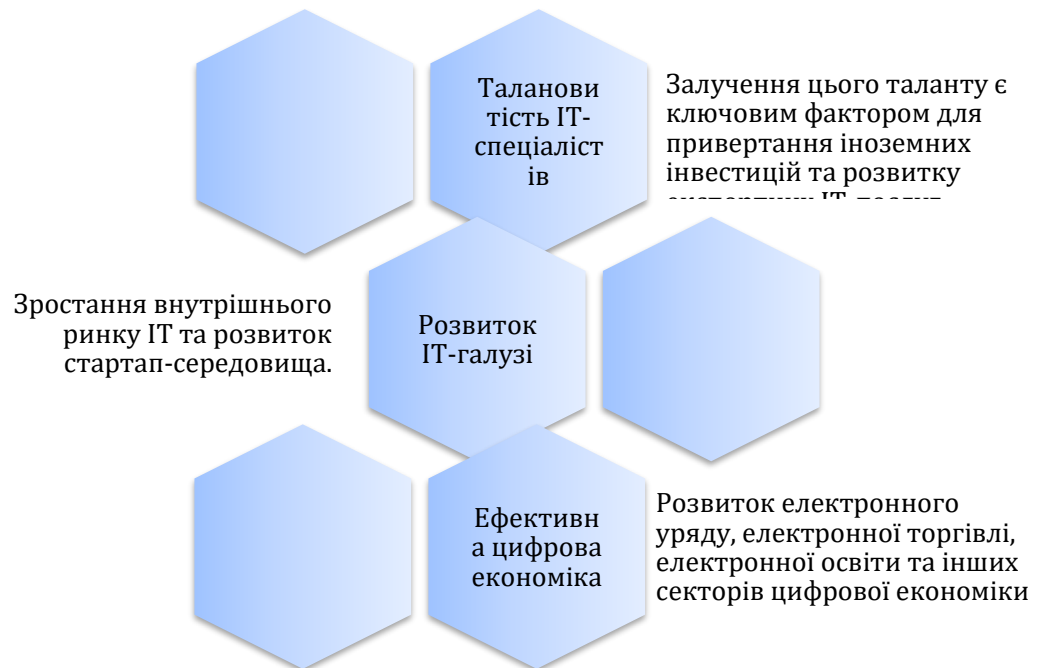 Таланови
тість ІТ-
спеціаліст
ів
Залучення цього таланту є
ключовим фактором для
привертання іноземних
інвестицій та розвитку
Зростання внутрішнього
ринку ІТ та розвиток
стартап-середовища.
Розвиток
ІТ-галузі
Ефективн
а цифрова
економіка
Розвиток електронного
уряду, електронної торгівлі,
електронної освіти та інших
секторів цифрової економіки